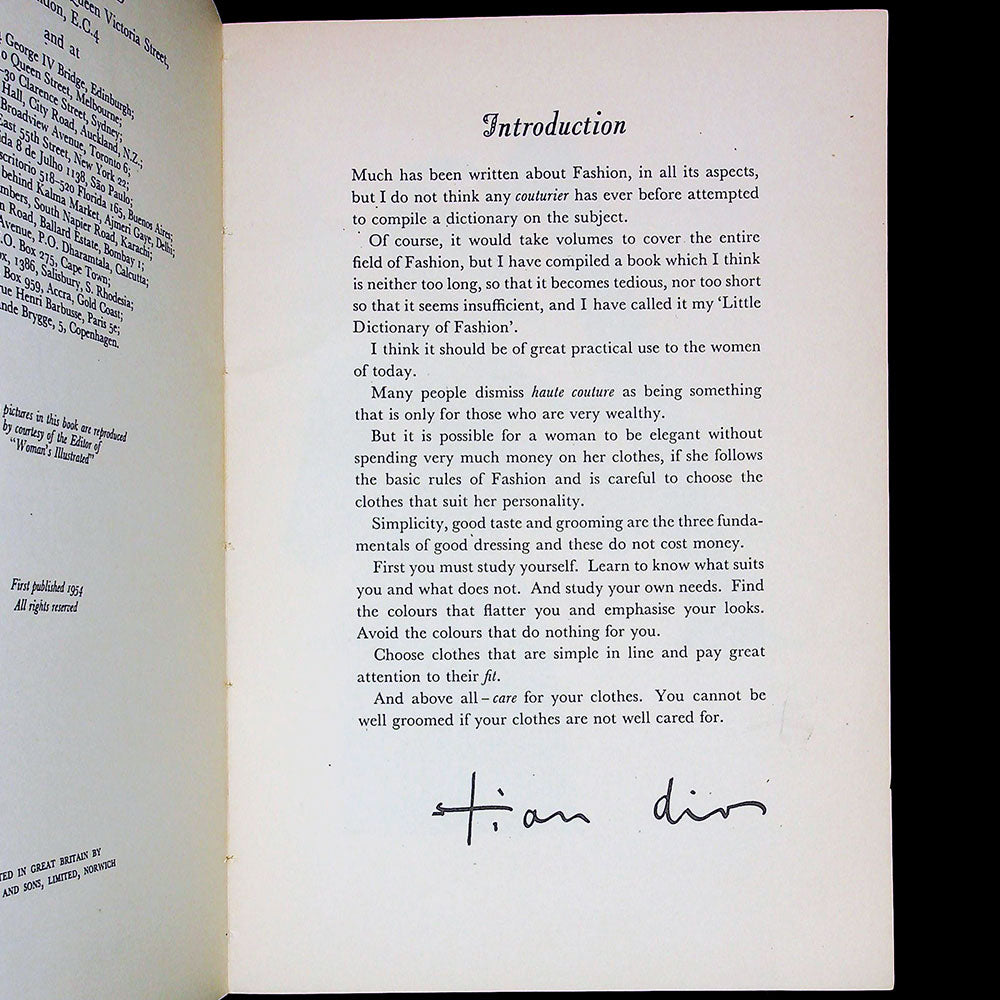 Queen Victoria Street,
E.C.4
and at
George IV Bridge, Edinburgh;
Queen Street, Melbourne;
Clarence Street, Sydney;
Hall, City Road, Auckland, N.Z.;
Broadview Avenue, Toronto 6;
East 55th Street, New York 22;
8 de Julho 1138, São Paulo;
518-520 Florida 165, Buenos Aires;
behind Kalma Market, Ajmeri Gaye, Delhi;
South Napier Road, Karachi;
Road, Ballard Estate, Bombay 1;
Avenue, P.O. Dharamtala, Calcutta;
P.O. Box 275, Cape Town;
1386, Salisbury, S. Rhodesia;
Box 959, Accra, Gold Coast;
rue Henri Barbusse, Paris 5e;
Brygge, 5, Copenhagen.
pictures in this book are reproduced
by courtesy of the Editor of
"Woman's Illustrated"
First published 1954
All rights reserved
IN GREAT BRITAIN BY
AND SONS, LIMITED, NORWICH
Introduction
Much has been written about Fashion, in all its aspects,
but I do not think any couturier has ever before attempted
to compile a dictionary on the subject.
Of course, it would take volumes to cover the entire
field of Fashion, but I have compiled a book which I think
is neither too long, so that it becomes tedious, nor too short
so that it seems insufficient, and I have called it my 'Little
Dictionary of Fashion'.
I think it should be of great practical use to the women
of today.
Many people dismiss haute couture as being something
that is only for those who are very wealthy.
But it is possible for a woman to be elegant without
spending very much money on her clothes, if she follows
the basic rules of Fashion and is careful to choose the
clothes that suit her personality.
Simplicity, good taste and grooming are the three funda-
mentals of good dressing and these do not cost money.
First you must study yourself. Learn to know what suits
you and what does not. And study your own needs. Find
the colours that flatter you and emphasise your looks.
Avoid the colours that do nothing for you.
Choose clothes that are simple in line and pay great
attention to their fit.
And above all – care for your clothes. You cannot be
well groomed if your clothes are not well cared for.
tian dior